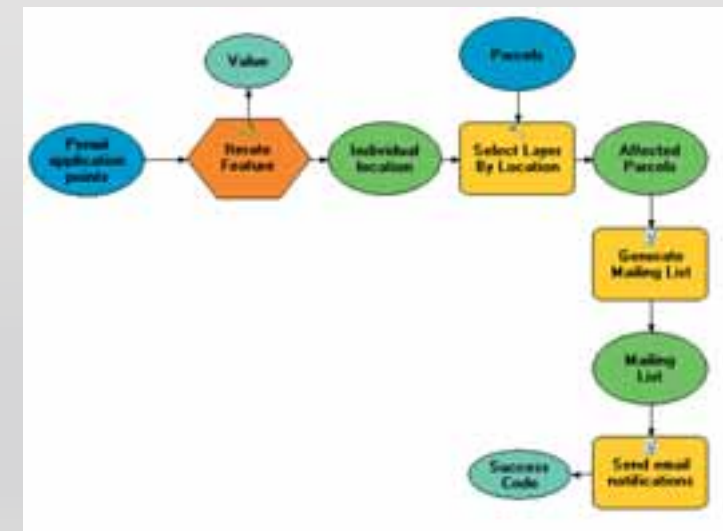 Value
Parcels
Permit
application
points
Iterate
Feature
Individual
location
Select Layer
By Location
Affected
Parcels
Generate
Mailing List
Mailing
List
Success
Code
Send email
notifications